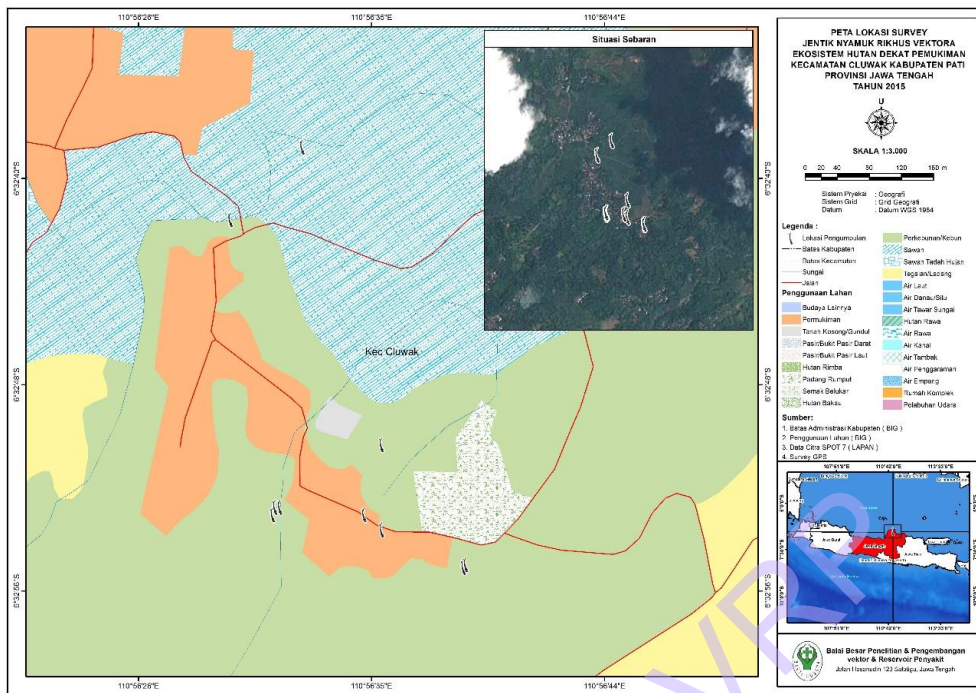 110°56'26"E
110°56'35"E
110°56'44"E
6°32'40"S
6°32'48"S
6°32'56"S
Situasi Sebaran
Kec Cluwak
PETA LOKASI SURVEY
JENTIK NYAMUK RIKHUS VEKTORA
EKOSISTEM HUTAN DEKAT PEMUKIMAN
KECAMATAN CLUWAK KABUPATEN PATI
PROVINSI JAWA TENGAH
TAHUN 2015
U
SKALA 1:3.000
0 20 40 80 120 160 m
Sistem Proyeksi : Geografi
Sistem Grid : Grid Geografi
Datum : Datum WGS 1984
Legenda :
Lokasi Pengumpulan
Batas Kabupaten
Batas Kecamatan
Sungai
Jalan
Penggunaan Lahan
Budaya Lainnya
Permukiman
Tanah Kosong/Gundul
Pasir/Bukit Pasir Darat
Pasir/Bukit Pasir Laut
Hutan Rimba
Padang Rumput
Semak Belukar
Hutan Bakau
Perkebunan/Kebun
Sawah
Sawah Tadah Hujan
Tegalan/Ladang
Air Laut
Air Danau/Situ
Air Tawar Sungai
Hutan Rawa
Air Rawa
Air Kanal
Air Tambak
Air Penggaraman
Air Empang
Rumah Komplek
Pelabuhan Udara
Sumber:
1. Batas Administrasi Kabupaten ( BIG )
2. Penggunaan Lahan ( BIG )
3. Data Citra SPOT 7 ( LAPAN )
4. Survey GPS
Balai Besar Penelitian & Pengembangan
vektor & Reservoir Penyakit
Jalan Hasanudin 123 Salatiga, Jawa Tengah